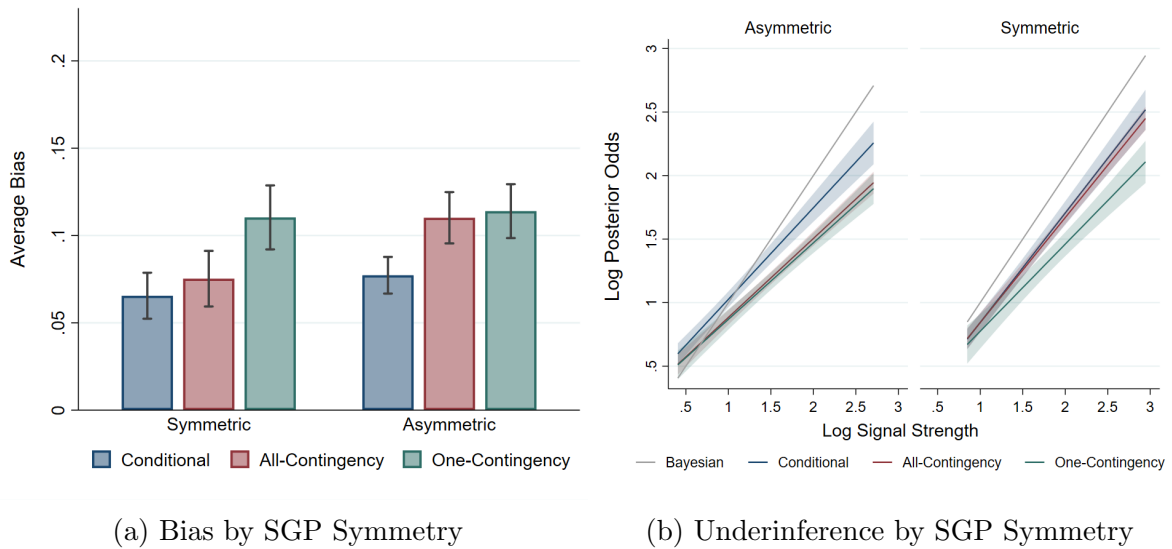 Average Bias
.2
.15
.1
.05
0
Symmetric
Asymmetric
Conditional
All-Contingency
One-Contingency
(a) Bias by SGP Symmetry
Asymmetric
Symmetric
Log Posterior Odds
3
2.5
2
1.5
1
.5
.5 1 1.5 2 2.5 3
.5 1 1.5 2 2.5 3
Log Signal Strength
Bayesian
Conditional
All-Contingency
One-Contingency
(b) Underinference by SGP Symmetry